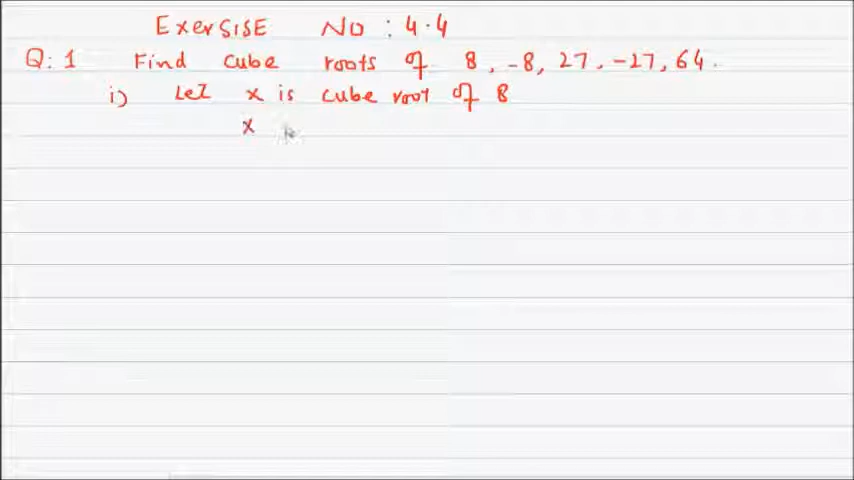 ExerSISE No : 4.4
Q: 1 Find Cube roots of 8, -8, 27, -27, 64.
i) Let x is cube root of 8
x